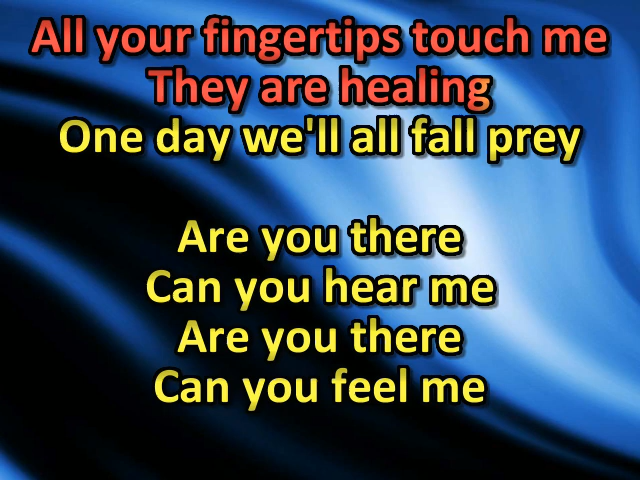 All your fingertips touch me
They are healing
One day we'll all fall prey
Are you there
Can you hear me
Are you there
Can you feel me